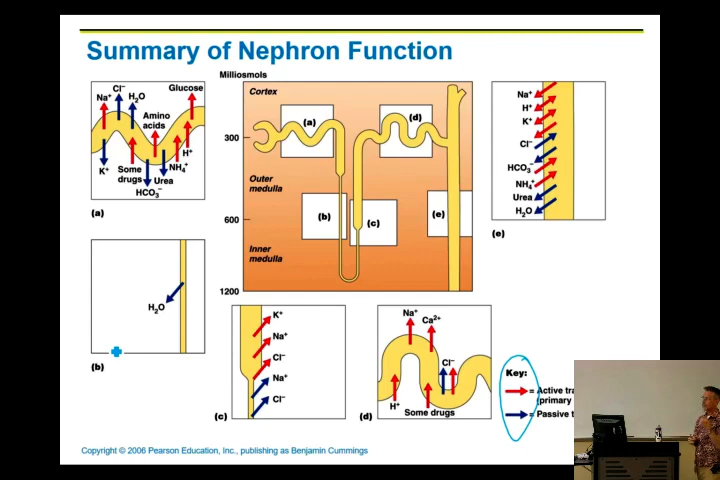 Summary of Nephron Function
Milliosmols
Na⁺
Cl⁻
H₂O
Glucose
Amino
acids
K⁺
Some
drugs
HCO₃⁻
Urea
NH₄⁺
H⁺
(a)
Cortex
300
Outer
medulla
600
Inner
medulla
1200
(a)
(b)
(c)
(d)
(e)
Na⁺
H⁺
K⁺
Cl⁻
HCO₃⁻
NH₄⁺
Urea
H₂O
(e)
H₂O
(b)
K⁺
Na⁺
Cl⁻
Na⁺
Cl⁻
(c)
Na⁺
Ca²⁺
Cl⁻
H⁺
Some drugs
(d)
Key:
= Active
(primary
= Passive
Copyright © 2006 Pearson Education, Inc., publishing as Benjamin Cummings